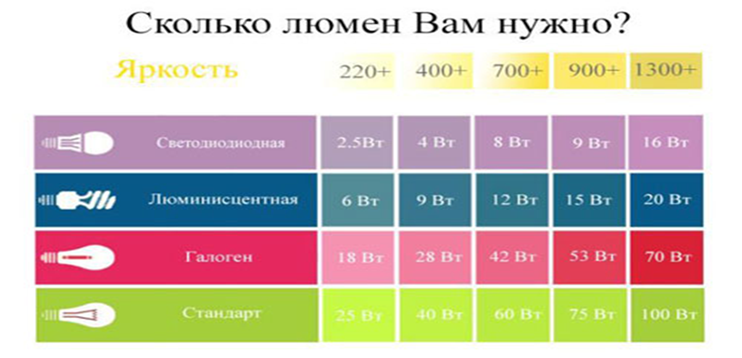 Сколько люмен Вам нужно?
Яркость 220+ 400+ 700+ 900+ 1300+
Светодиодная 2.5Вт 4 Вт 8 Вт 9 Вт 16 Вт
Люминисцентная 6 Вт 9 Вт 12 Вт 15 Вт 20 Вт
Галоген 18 Вт 28 Вт 42 Вт 53 Вт 70 Вт
Стандарт 25 Вт 40 Вт 60 Вт 75 Вт 100 Вт